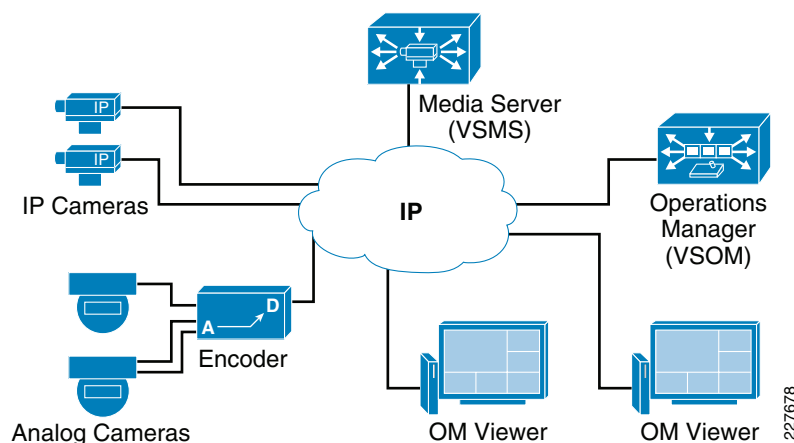 Media Server
(VSMS)
IP
IP
IP Cameras
IP
Operations
Manager
(VSOM)
D
A
Encoder
Analog Cameras
OM Viewer
OM Viewer
227678